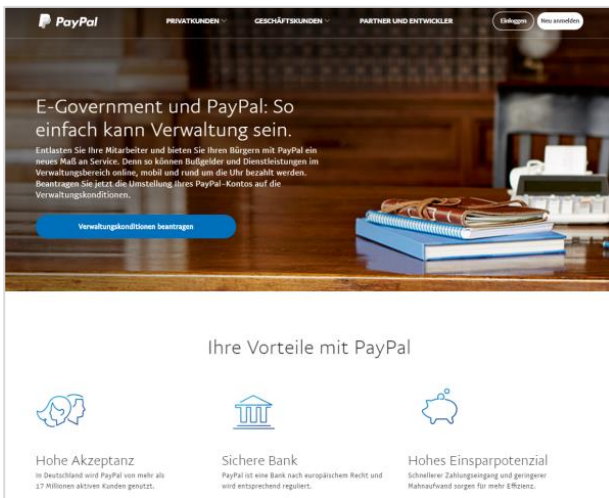 PayPal PRIVATKUNDEN GESCHÄFTSKUNDEN PARTNER UND ENTWICKLER Einloggen Neu anmelden
E-Government und PayPal: So
einfach kann Verwaltung sein.
Entlasten Sie Ihre Mitarbeiter und bieten Sie Ihren Bürgern mit PayPal ein
neues Maß an Service. Denn so können Bußgelder und Dienstleistungen im
Verwaltungsbereich online, mobil und rund um die Uhr bezahlt werden.
Beantragen Sie jetzt die Umstellung Ihres PayPal-Kontos auf die
Verwaltungskonditionen.
Verwaltungskonditionen beantragen
Ihre Vorteile mit PayPal
Hohe Akzeptanz
In Deutschland wird PayPal von mehr als
17 Millionen aktiven Kunden genutzt.
Sichere Bank
PayPal ist eine Bank nach europäischem Recht und
wird entsprechend reguliert.
Hohes Einsparpotenzial
Schnellerer Zahlungseingang und geringerer
Mahnaufwand sorgen für mehr Effizienz.